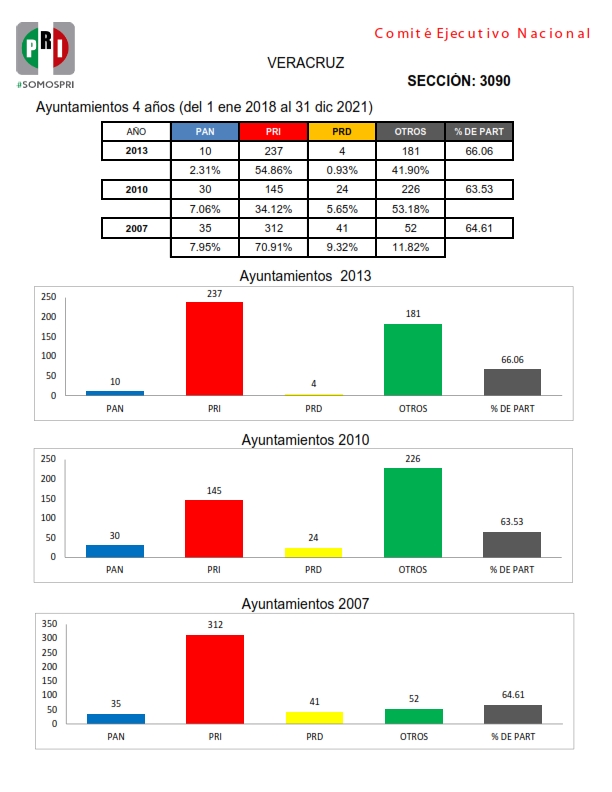 Comité Ejecutivo Nacional
PRI
#SOMOSPRI
VERACRUZ
SECCIÓN: 3090
Ayuntamientos 4 años (del 1 ene 2018 al 31 dic 2021)
AÑO PAN PRI PRD OTROS % DE PART
2013 10 237 4 181 66.06
2.31% 54.86% 0.93% 41.90%
2010 30 145 24 226 63.53
7.06% 34.12% 5.65% 53.18%
2007 35 312 41 52 64.61
7.95% 70.91% 9.32% 11.82%
Ayuntamientos 2013
250
200
150
100
50
0
10 237 4 181 66.06
PAN PRI PRD OTROS % DE PART
Ayuntamientos 2010
250
200
150
100
50
0
30 145 24 226 63.53
PAN PRI PRD OTROS % DE PART
Ayuntamientos 2007
350
300
250
200
150
100
50
0
35 312 41 52 64.61
PAN PRI PRD OTROS % DE PART